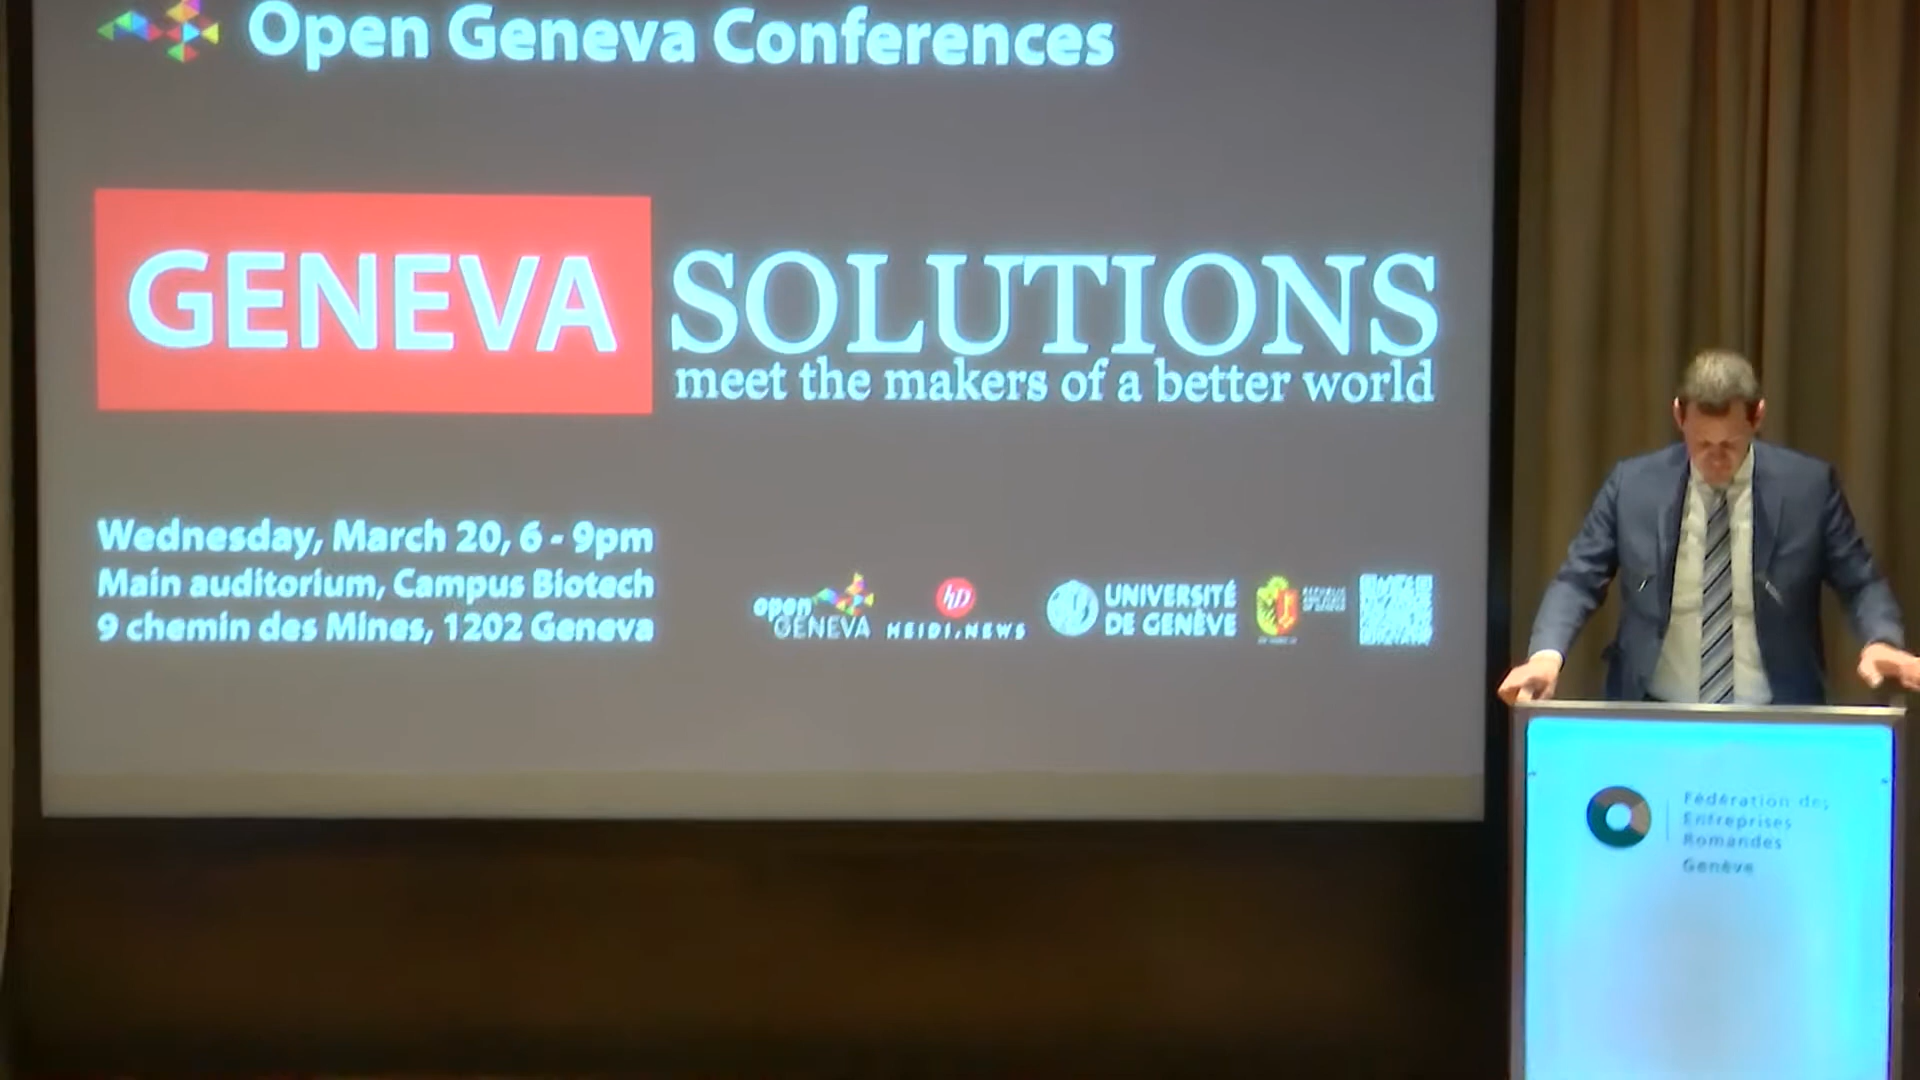 Open Geneva Conferences
GENEVA SOLUTIONS
meet the makers of a better world
Wednesday, March 20, 6 - 9pm
Main auditorium, Campus Biotech
9 chemin des Mines, 1202 Geneva
open
GENEVA
hD
HEIDI.NEWS
UNIVERSITÉ
DE GENÈVE
Fédération des
Entreprises
Romandes
Genève